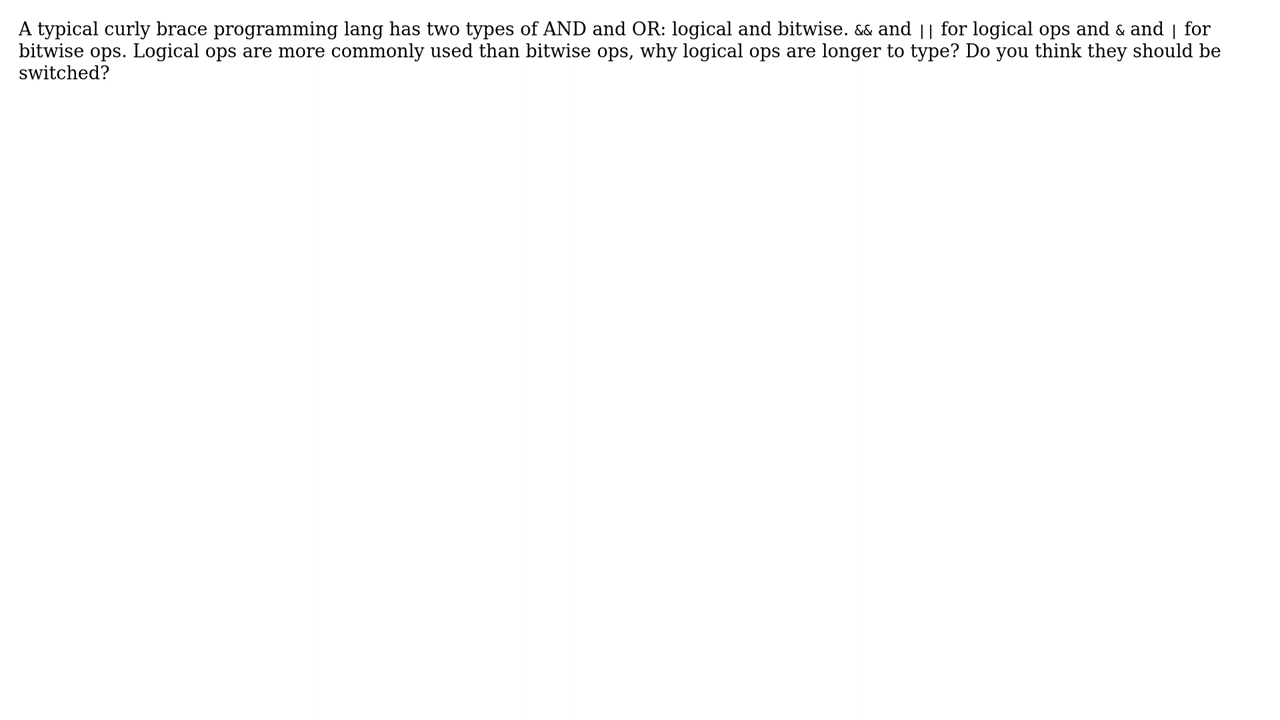 A typical curly brace programming lang has two types of AND and OR: logical and bitwise. && and || for logical ops and & and | for
bitwise ops. Logical ops are more commonly used than bitwise ops, why logical ops are longer to type? Do you think they should be
switched?